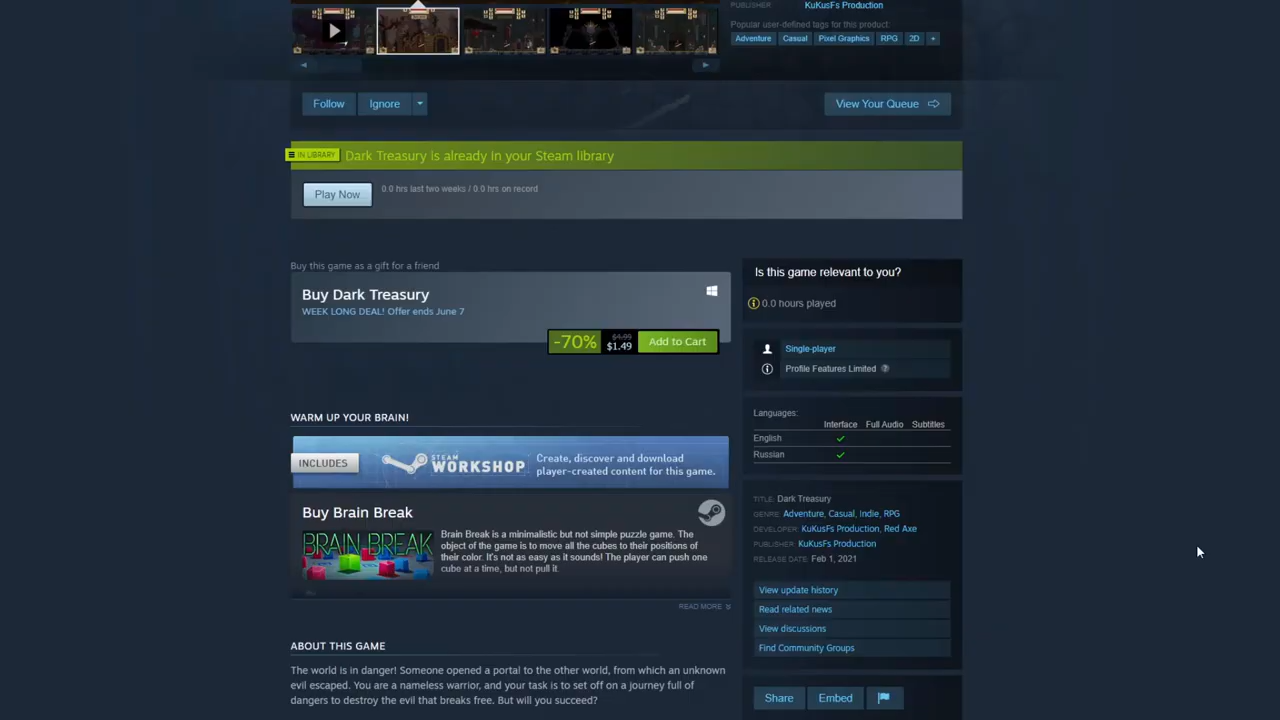 PUBLISHER KuKusFs Production
Popular user-defined tags for this product:
Adventure Casual Pixel Graphics RPG 2D +
Follow Ignore View Your Queue
IN LIBRARY Dark Treasury is already in your Steam library
Play Now 0.0 hrs last two weeks / 0.0 hrs on record
Buy this game as a gift for a friend
Buy Dark Treasury
WEEK LONG DEAL! Offer ends June 7
-70% $4.99 $1.49 Add to Cart
WARM UP YOUR BRAIN!
INCLUDES STEAM WORKSHOP Create, discover and download
player-created content for this game.
Buy Brain Break
BRAIN BREAK
Brain Break is a minimalistic but not simple puzzle game. The
object of the game is to move all the cubes to their positions of
their color. It's not as easy as it sounds! The player can push one
cube at a time, but not pull it
READ MORE
ABOUT THIS GAME
The world is in danger! Someone opened a portal to the other world, from which an unknown
evil escaped. You are a nameless warrior, and your task is to set off on a journey full of
dangers to destroy the evil that breaks free. But will you succeed?
Is this game relevant to you?
0.0 hours played
Single-player
Profile Features Limited ?
Languages:
Interface Full Audio Subtitles
English
Russian
TITLE: Dark Treasury
GENRE: Adventure, Casual, Indie, RPG
DEVELOPER: KuKusFs Production, Red Axe
PUBLISHER: KuKusFs Production
RELEASE DATE: Feb 1, 2021
View update history
Read related news
View discussions
Find Community Groups
Share Embed